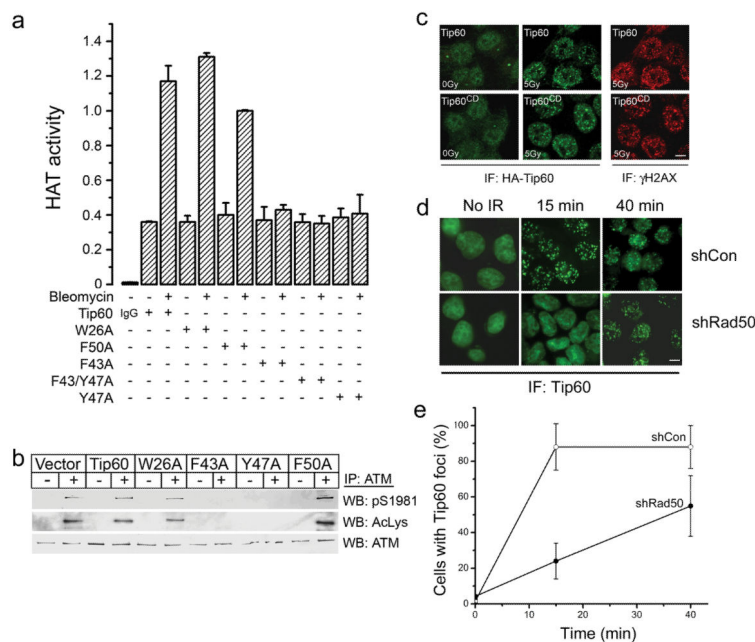 a
HAT activity
1.4
1.2
1.0
0.8
0.6
0.4
0.2
0
Bleomycin - - + - + - + - + - + - +
Tip60 IgG + + - - - - - - - - - -
W26A - - - + + - - - - - - - -
F50A - - - - - + + - - - - - -
F43A - - - - - - - + + - - - -
F43/Y47A - - - - - - - - - + + - -
Y47A - - - - - - - - - - - + +
b
Vector Tip60 W26A F43A Y47A F50A
- + - + - + - + - + - + IP: ATM
WB: pS1981
WB: AcLys
WB: ATM
c
Tip60 Tip60 Tip60
0Gy 5Gy 5Gy
Tip60CD Tip60CD Tip60CD
0Gy 5Gy 5Gy
IF: HA-Tip60 IF: γH2AX
d
No IR 15 min 40 min
shCon
shRad50
IF: Tip60
e
Cells with Tip60 foci (%)
100
80
60
40
20
0
shCon
shRad50
0 10 20 30 40
Time (min)